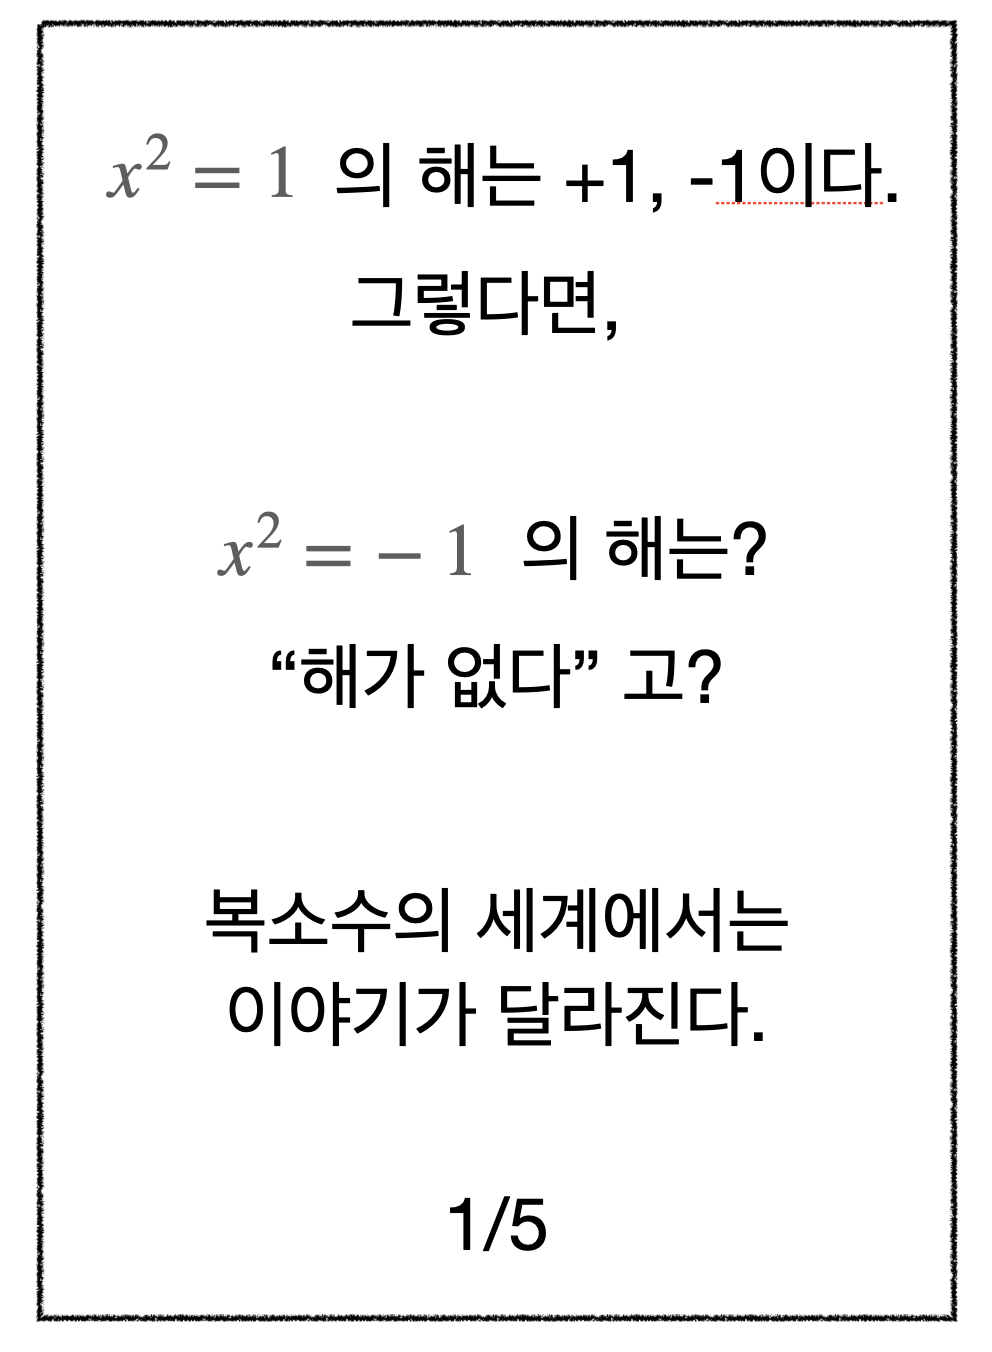 x² = 1 의 해는 +1, -1이다.
그렇다면,
x² = − 1 의 해는?
“해가 없다” 고?
복소수의 세계에서는
이야기가 달라진다.
1/5